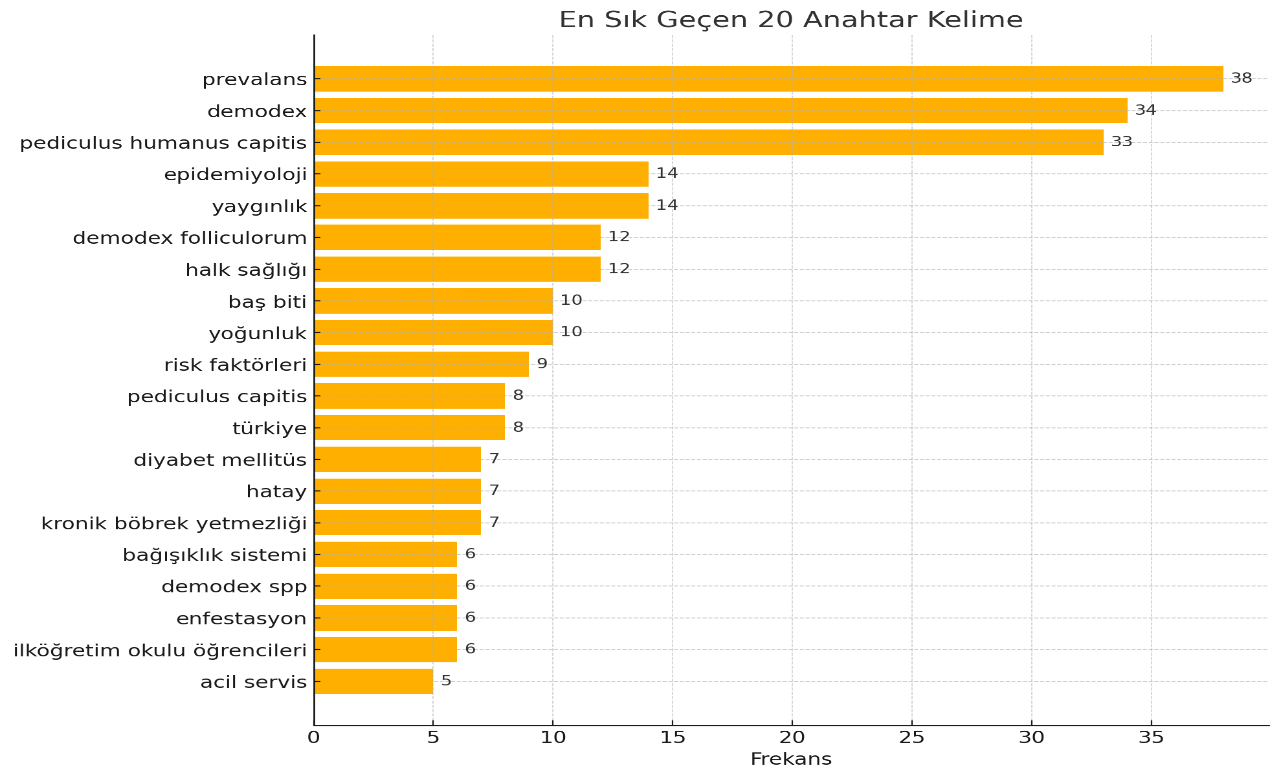 En Sık Geçen 20 Anahtar Kelime
prevalans 38
demodex 34
pediculus humanus capitis 33
epidemiyoloji 14
yaygınlık 14
demodex folliculorum 12
halk sağlığı 12
baş biti 10
yoğunluk 10
risk faktörleri 9
pediculus capitis 8
türkiye 8
diyabet mellitüs 7
hatay 7
kronik böbrek yetmezliği 7
bağışıklık sistemi 6
demodex spp 6
enfestasyon 6
ilköğretim okulu öğrencileri 6
acil servis 5
0 5 10 15 20 25 30 35
Frekans